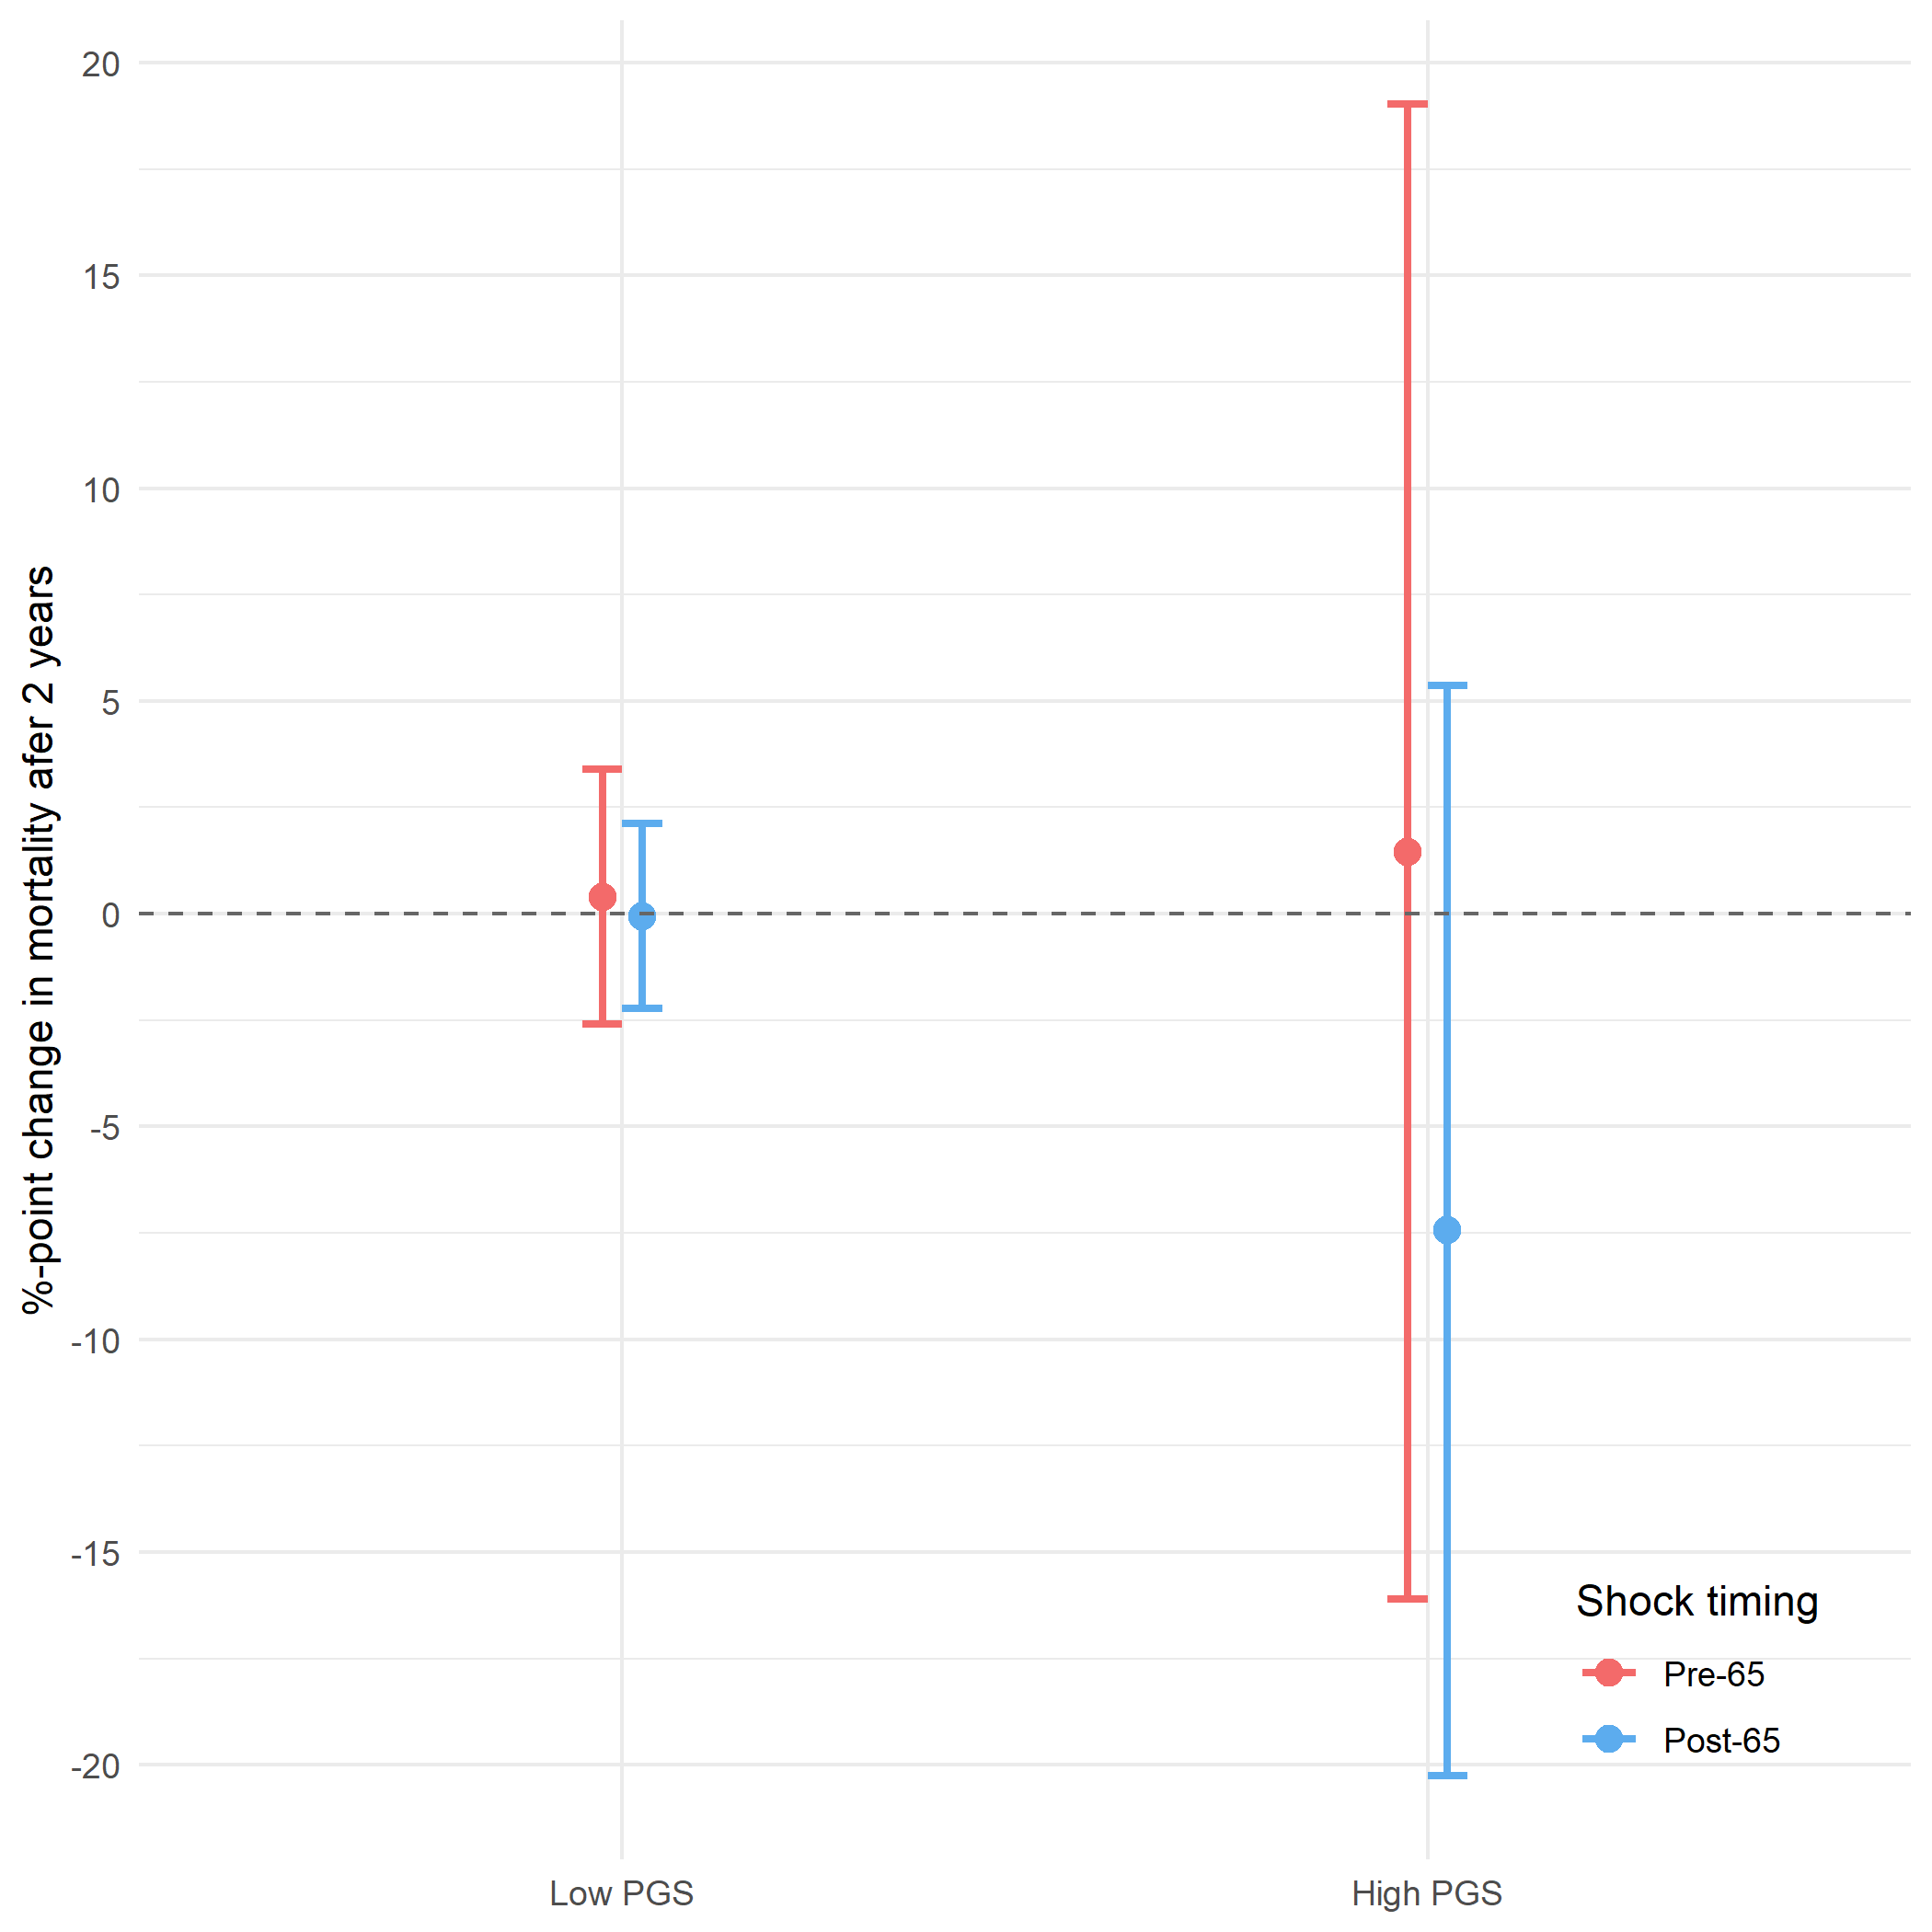 %-point change in mortality afer 2 years
20
15
10
5
0
-5
-10
-15
-20
Low PGS
High PGS
Shock timing
Pre-65
Post-65